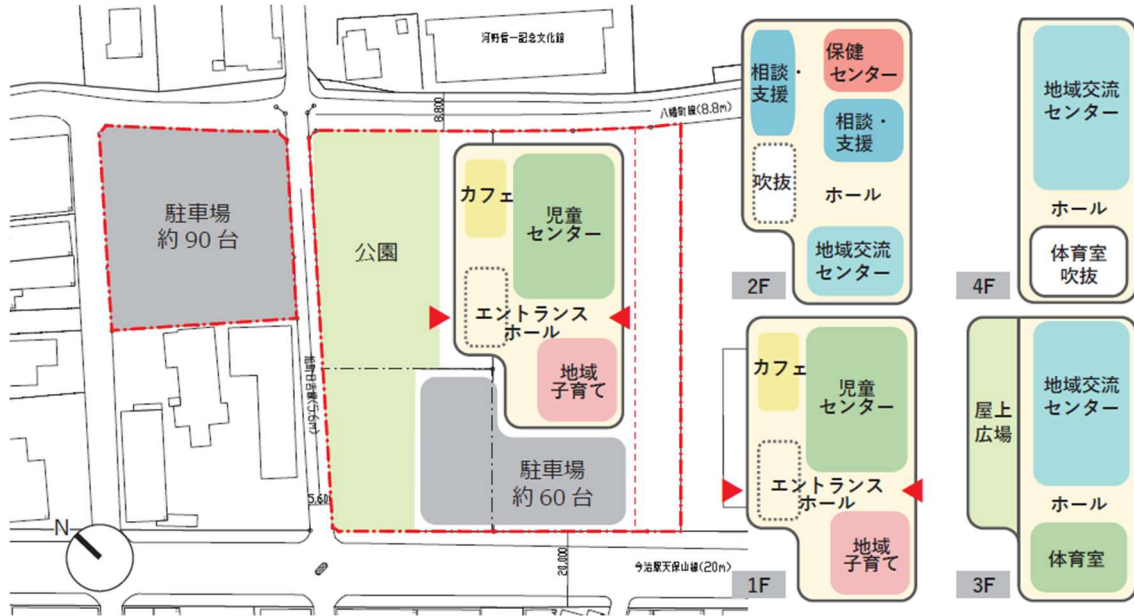 河野信一記念文化館
8,800
八幡町線(8.8m)
駐車場
約 90 台
公園
カフェ
児童
センター
エントランス
ホール
地域
子育て
駐車場
約 60 台
5.60
N
20,000
今治駅天保山線(20m)
相談・
支援
保健
センター
相談・
支援
吹抜
ホール
地域交流
センター
2F
地域交流
センター
ホール
体育室
吹抜
4F
カフェ
児童
センター
エントランス
ホール
地域
子育て
1F
屋上
広場
地域交流
センター
ホール
体育室
3F